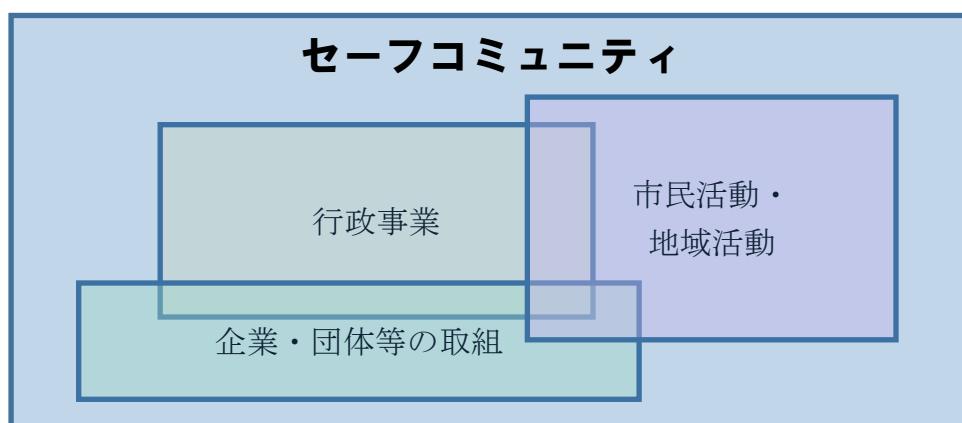 セーフコミュニティ
市民活動・
地域活動
行政事業
企業・団体等の取組